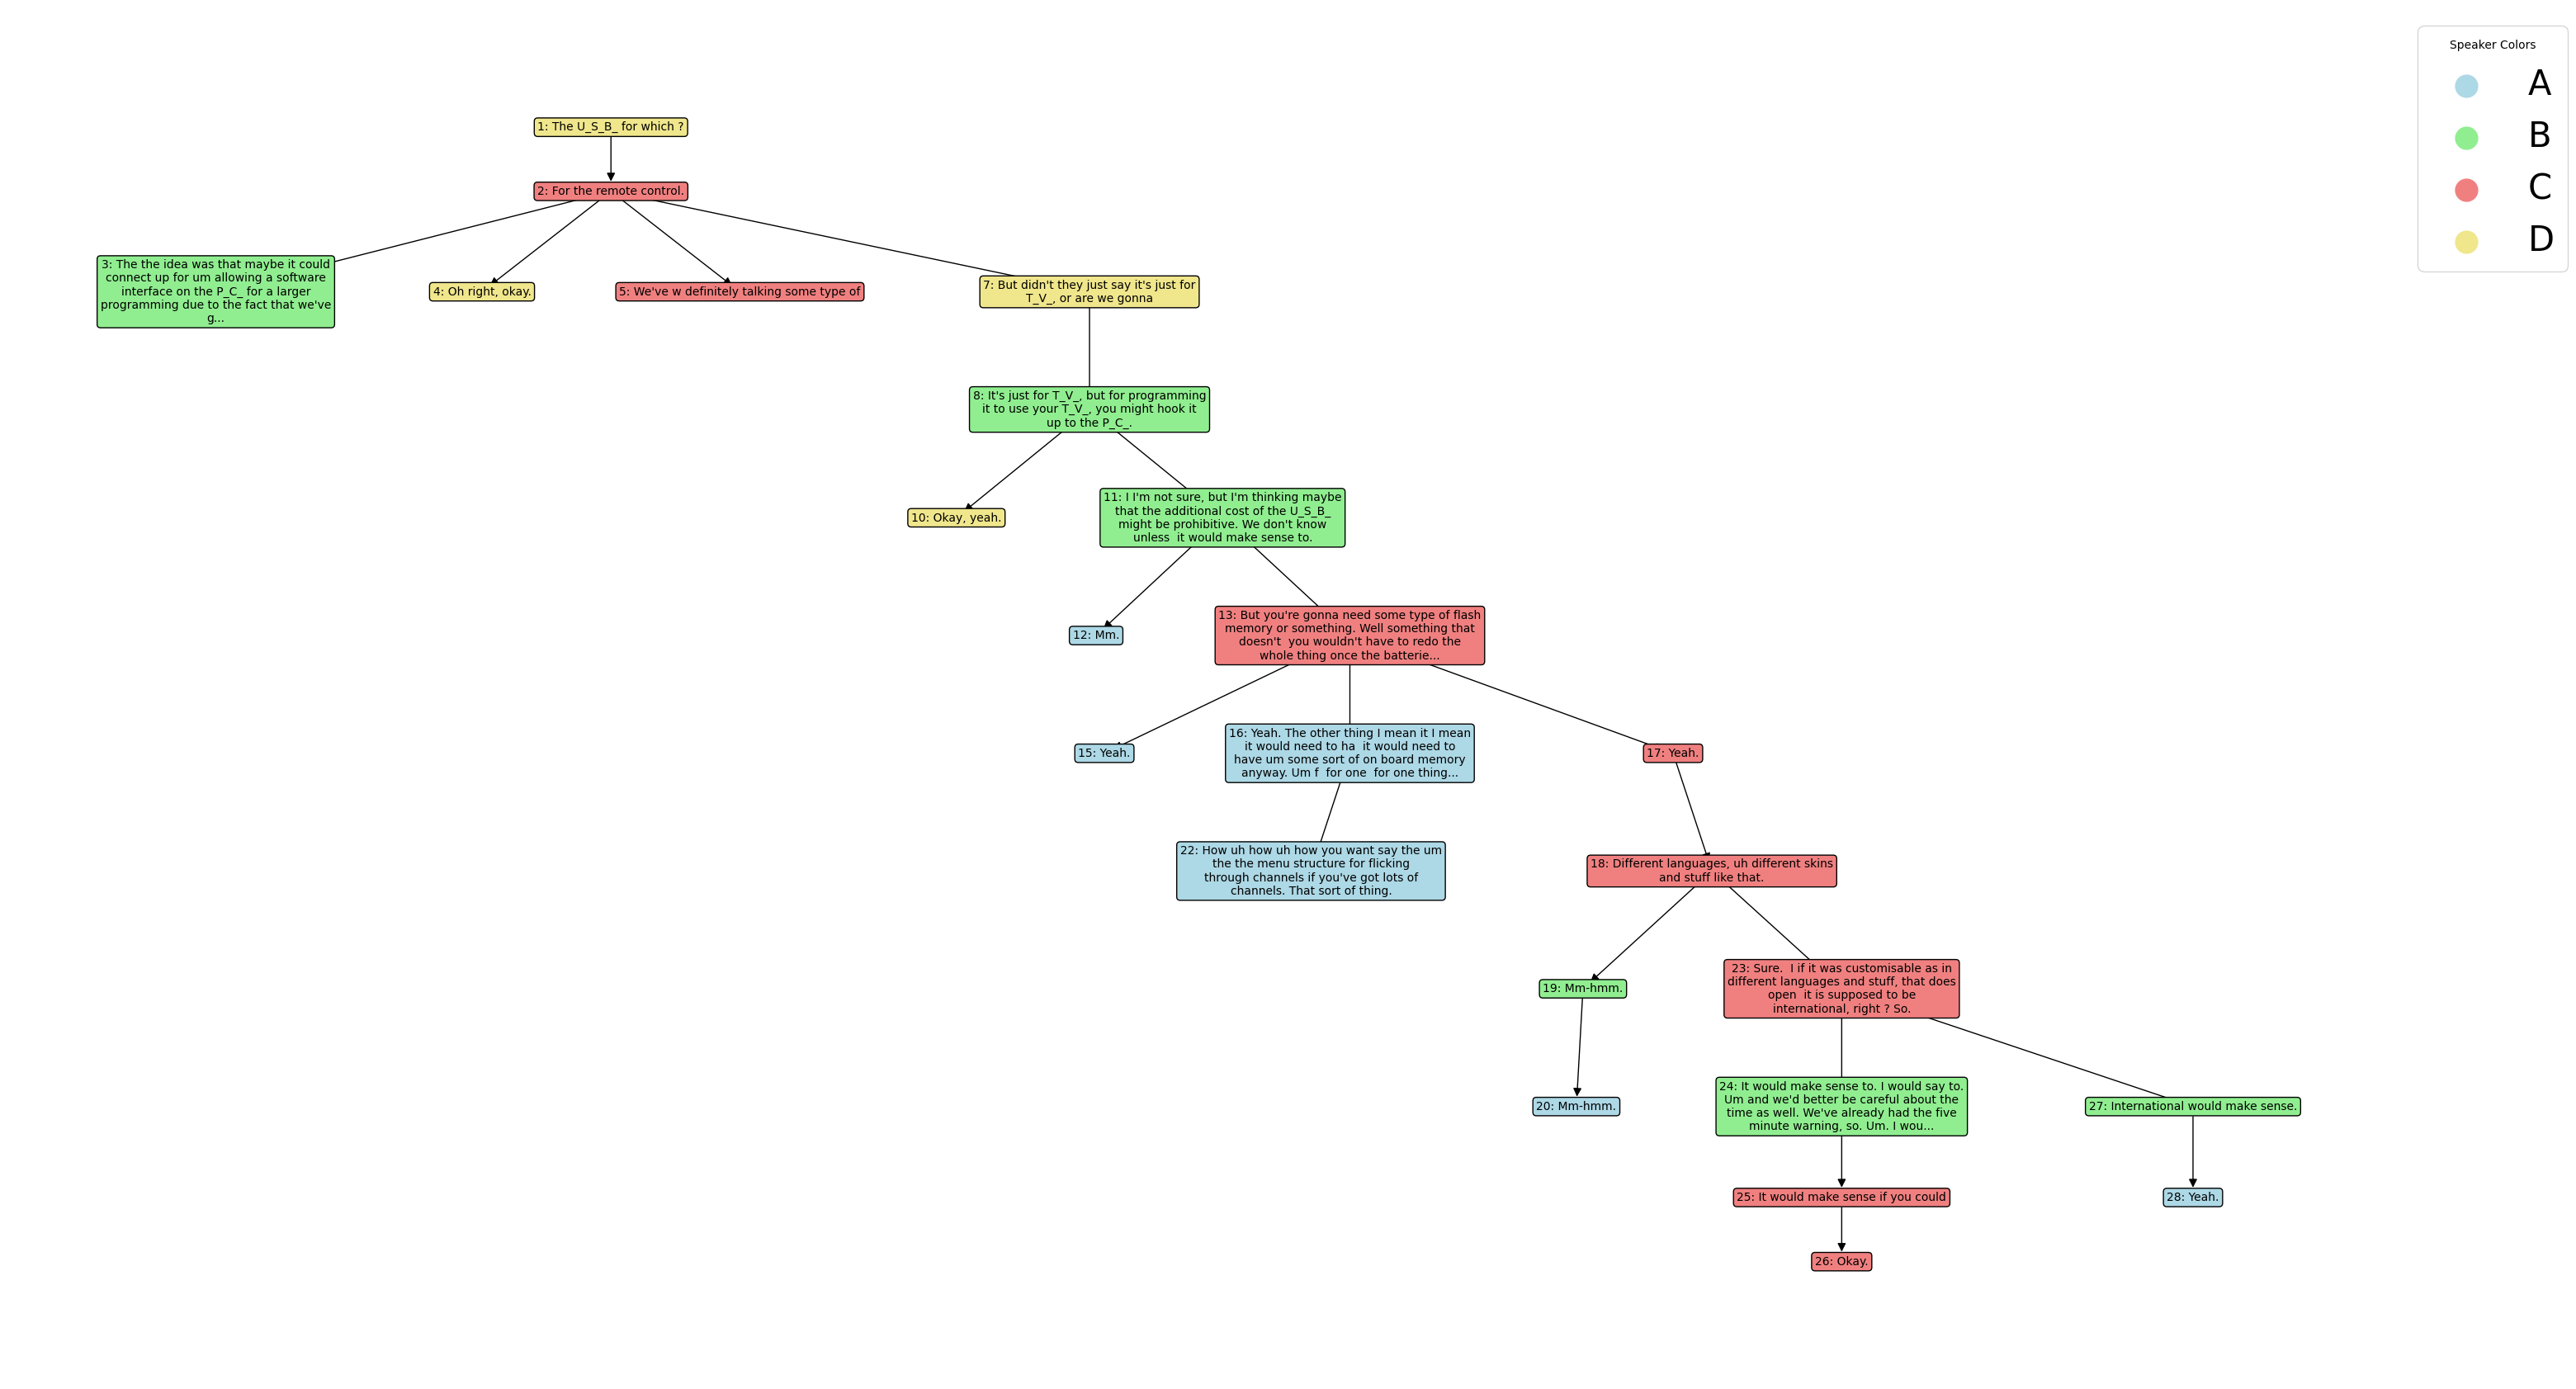 Speaker Colors
A
B
C
D
1: The U_S_B_ for which ?
2: For the remote control.
3: The the idea was that maybe it could
connect up for um allowing a software
interface on the P_C_ for a larger
programming due to the fact that we've
g...
4: Oh right, okay.
5: We've w definitely talking some type of
7: But didn't they just say it's just for
T_V_, or are we gonna
8: It's just for T_V_, but for programming
it to use your T_V_, you might hook it
up to the P_C_.
10: Okay, yeah.
11: I I'm not sure, but I'm thinking maybe
that the additional cost of the U_S_B_
might be prohibitive. We don't know
unless  it would make sense to.
12: Mm.
13: But you're gonna need some type of flash
memory or something. Well something that
doesn't  you wouldn't have to redo the
whole thing once the batterie...
15: Yeah.
16: Yeah. The other thing I mean it I mean
it would need to ha  it would need to
have um some sort of on board memory
anyway. Um f  for one  for one thing...
17: Yeah.
22: How uh how uh how you want say the um
the the menu structure for flicking
through channels if you've got lots of
channels. That sort of thing.
18: Different languages, uh different skins
and stuff like that.
19: Mm-hmm.
23: Sure.  I if it was customisable as in
different languages and stuff, that does
open  it is supposed to be
international, right ? So.
20: Mm-hmm.
24: It would make sense to. I would say to.
Um and we'd better be careful about the
time as well. We've already had the five
minute warning, so. Um. I wou...
27: International would make sense.
25: It would make sense if you could
28: Yeah.
26: Okay.